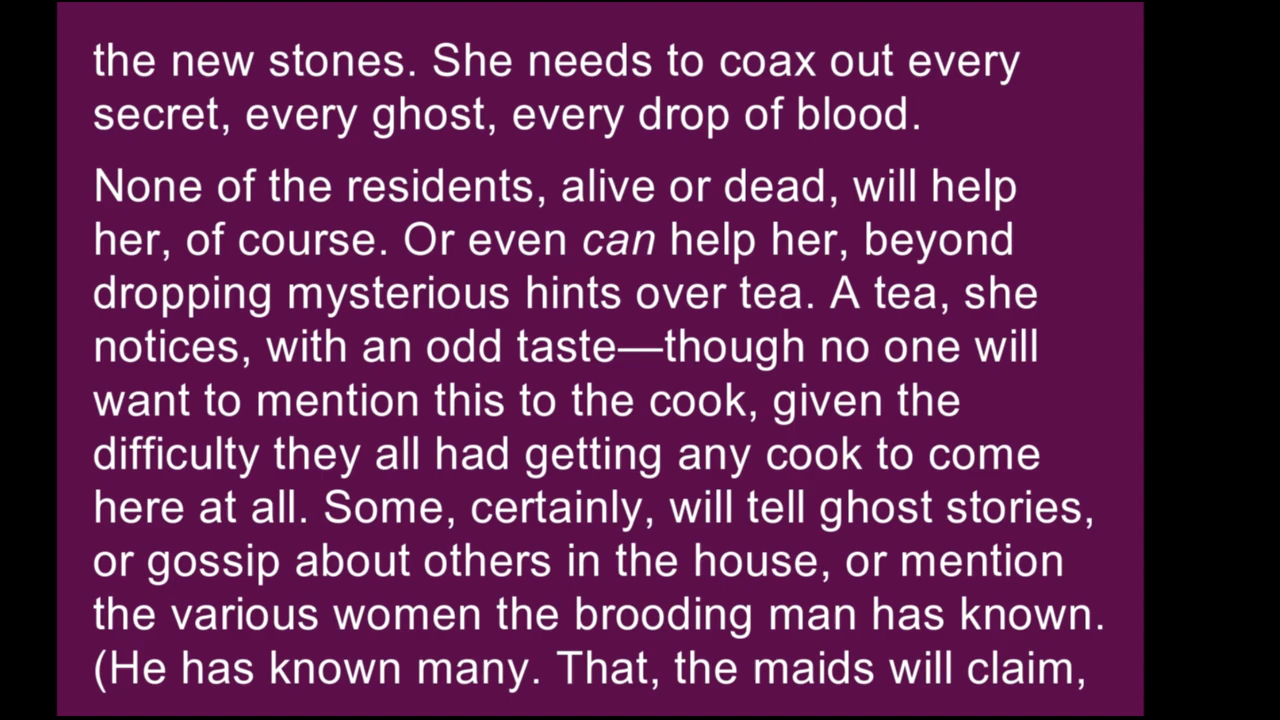 the new stones. She needs to coax out every
secret, every ghost, every drop of blood.
None of the residents, alive or dead, will help
her, of course. Or even can help her, beyond
dropping mysterious hints over tea. A tea, she
notices, with an odd taste—though no one will
want to mention this to the cook, given the
difficulty they all had getting any cook to come
here at all. Some, certainly, will tell ghost stories,
or gossip about others in the house, or mention
the various women the brooding man has known.
(He has known many. That, the maids will claim,